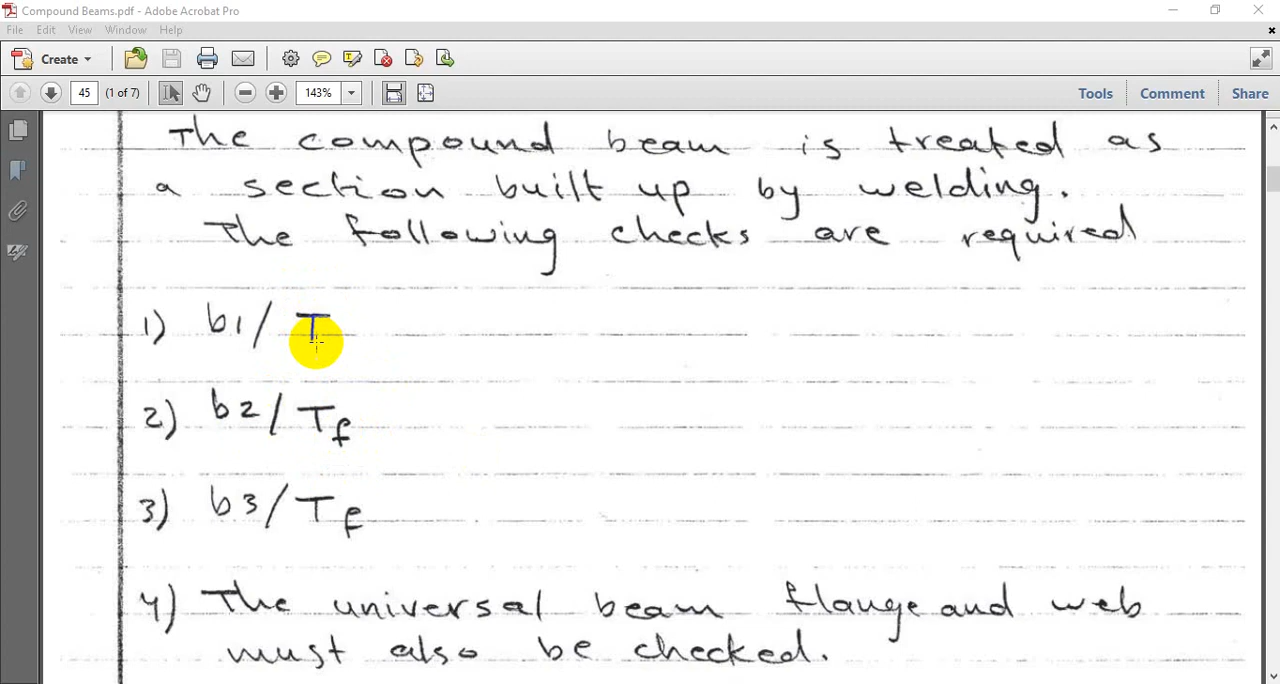 Compound Beams.pdf - Adobe Acrobat Pro
File Edit View Window Help
Create
45 (1 of 7) 143% Tools Comment Share
The compound beam is treated as
a section built up by welding.
The following checks are required
1) b1/ T
2) b2/ Tf
3) b3/ Tf
4) The universal beam flange and web
must also be checked.